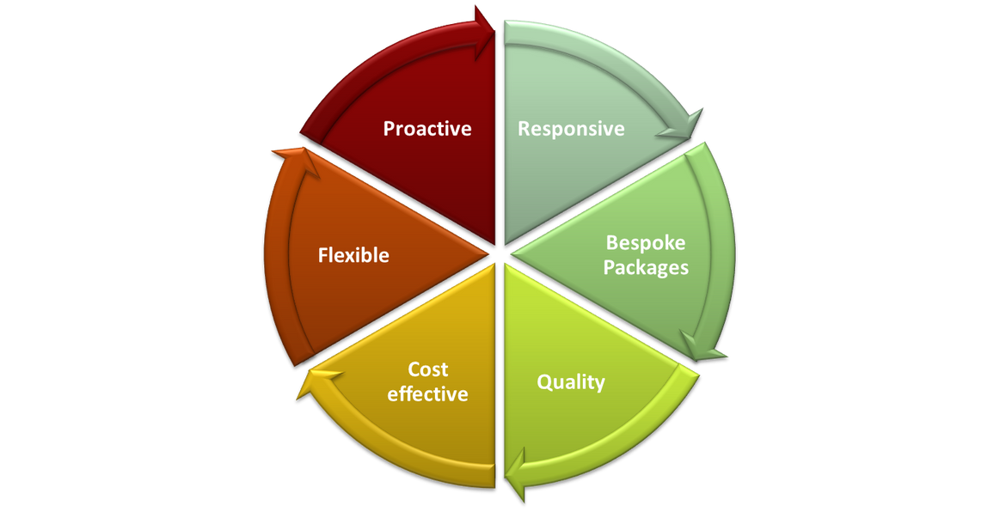 Proactive
Responsive
Bespoke
Packages
Quality
Cost
effective
Flexible